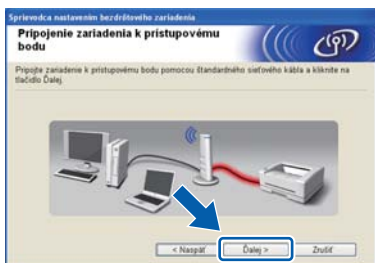 Sprievodca nastavením bezdrôtového zariadenia
Pripojenie zariadenia k prístupovému
bodu
Pripojte zariadenie k prístupovému bodu pomocou štandardného sieťového kábla a kliknite na
tlačidlo Ďalej.
< Naspäť
Ďalej >
Zrušiť